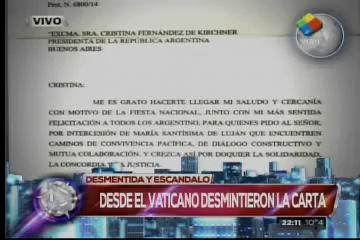 Prot. N. 6800/14
VIVO
"EXCMA. SRA. CRISTINA FERNÁNDEZ DE KIRCHNER
PRESIDENTA DE LA REPÚBLICA ARGENTINA
BUENOS AIRES
CRISTINA:
ME ES GRATO HACERTE LLEGAR MI SALUDO Y CERCANÍA
CON MOTIVO DE LA FIESTA NACIONAL, JUNTO CON MI MÁS SENTIDA
FELICITACIÓN A TODOS LOS ARGENTINO, PARA QUIENES PIDO AL SEÑOR,
POR INTERCESIÓN DE MARÍA SANTÍSIMA DE LUJÁN QUE ENCUENTREN
CAMINOS DE CONVIVENCIA PACÍFICA, DE DIÁLOGO CONSTRUCTIVO Y
MUTUA COLABORACIÓN, Y CREZCA ASÍ POR DOQUIER LA SOLIDARIDAD,
LA CONCORDIA JUSTICIA.
DESMENTIDA Y ESCANDALO
DESDE EL VATICANO DESMINTIERON LA CARTA
22:11 10°4